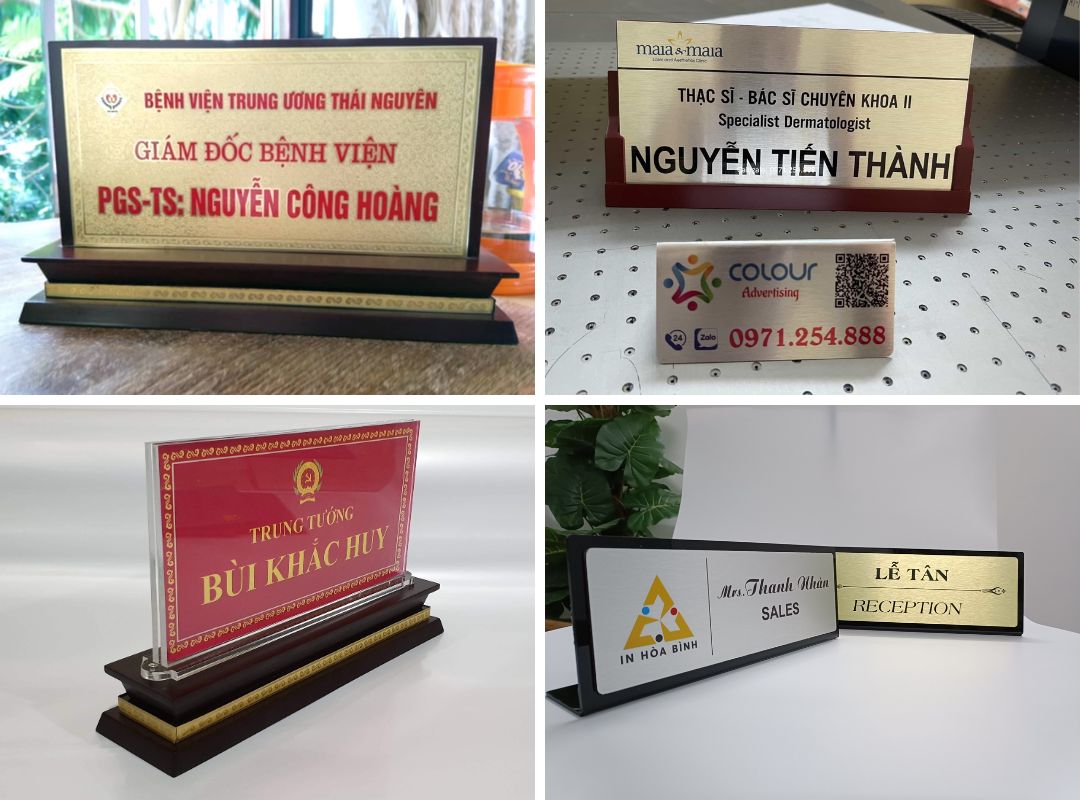 BỆNH VIỆN TRUNG ƯƠNG THÁI NGUYÊN
GIÁM ĐỐC BỆNH VIỆN
PGS-TS: NGUYỄN CÔNG HOÀNG
maia & maia
THẠC SĨ - BÁC SĨ CHUYÊN KHOA II
Specialist Dermatologist
NGUYỄN TIẾN THÀNH
COLOUR
Advertising
24 Zalo 0971.254.888
TRUNG TƯỚNG
BÙI KHẮC HUY
Mrs. Thanh Nhàn
SALES
IN HÒA BÌNH
LỄ TÂN
RECEPTION